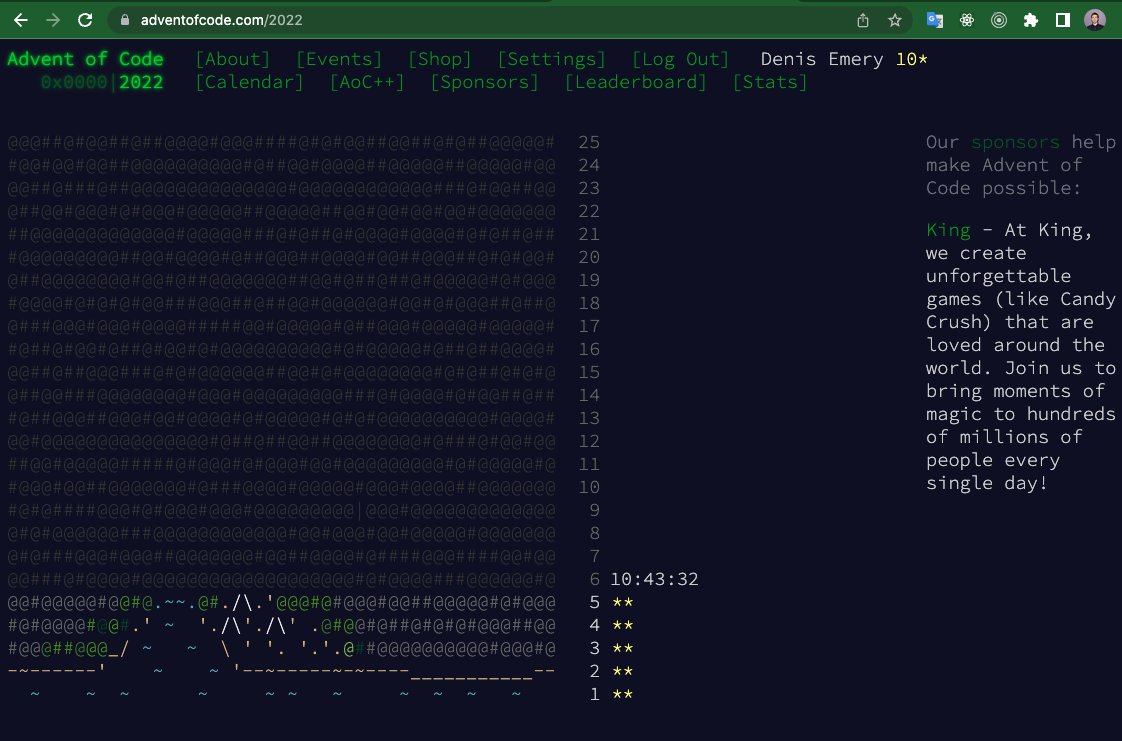 adventofcode.com/2022
Advent of Code [About] [Events] [Shop] [Settings] [Log Out] Denis Emery 10*
0x0000|2022 [Calendar] [AoC++] [Sponsors] [Leaderboard] [Stats]
25
24
23
22
21
20
19
18
17
16
15
14
13
12
11
10
9
8
7
6 10:43:32
5 **
4 **
3 **
2 **
1 **
Our sponsors help
make Advent of
Code possible:
King - At King,
we create
unforgettable
games (like Candy
Crush) that are
loved around the
world. Join us to
bring moments of
magic to hundreds
of millions of
people every
single day!